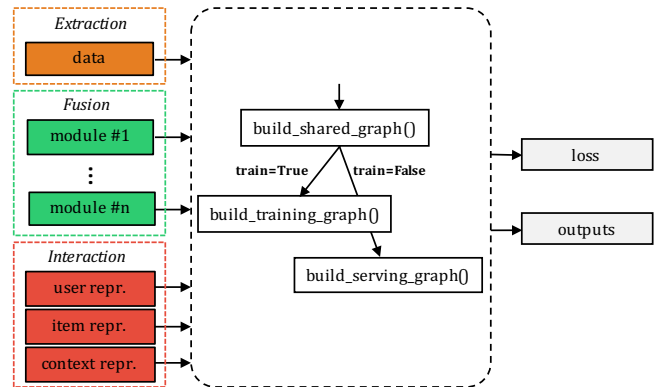 Extraction
data
Fusion
module #1
⋮
module #n
Interaction
user repr.
item repr.
context repr.
build_shared_graph()
train=True
train=False
build_training_graph()
build_serving_graph()
loss
outputs